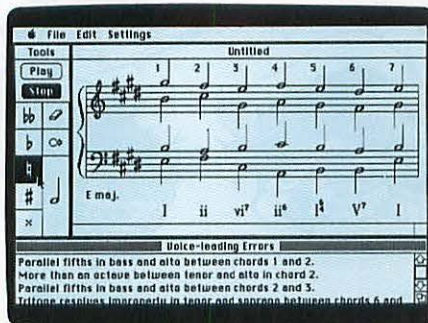 File Edit Settings
Tools
Untitled
Play
Stop
1 2 3 4 5 6 7
E maj.
I ii vi7 ii6 I6/4 V7 I
Voice-leading Errors
Parallel fifths in bass and alto between chords 1 and 2.
More than an octave between tenor and alto in chord 2.
Parallel fifths in bass and alto between chords 2 and 3.
Tritone resolves improperly in tenor and soprano between chords 6 and